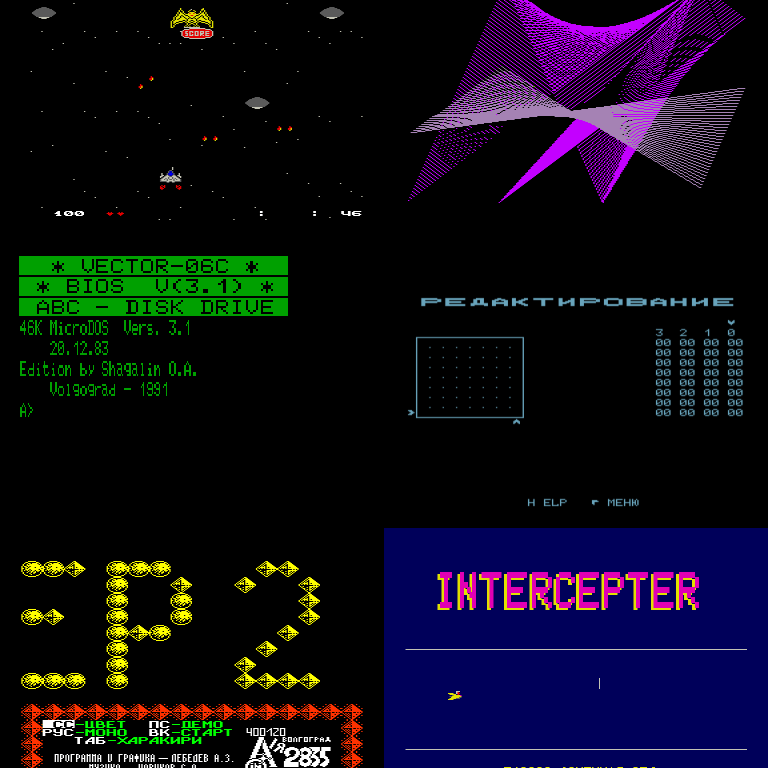 SCORE
100 : : 46
* VECTOR-06C *
* BIOS V(3.1) *
ABC - DISK DRIVE
46K MicroDOS Vers. 3.1
20.12.83
Edition by Shagalin O.A.
Volgograd - 1991
A>
РЕДАКТИРОВАНИЕ
3 2 1 0
00 00 00 00
00 00 00 00
00 00 00 00
00 00 00 00
00 00 00 00
00 00 00 00
00 00 00 00
00 00 00 00
H ELP МЕНЮ
ЗР 2
СС-ЦВЕТ ПС-ДЕМО
РУС-МОНО ВК-СТАРТ
ТАБ-ХАРАКИРИ
400120
ВОЛГОГРАД
2835
ПРОГРАММА И ГРАФИКА — ЛЕБЕДЕВ А.З.
INTERCEPTER